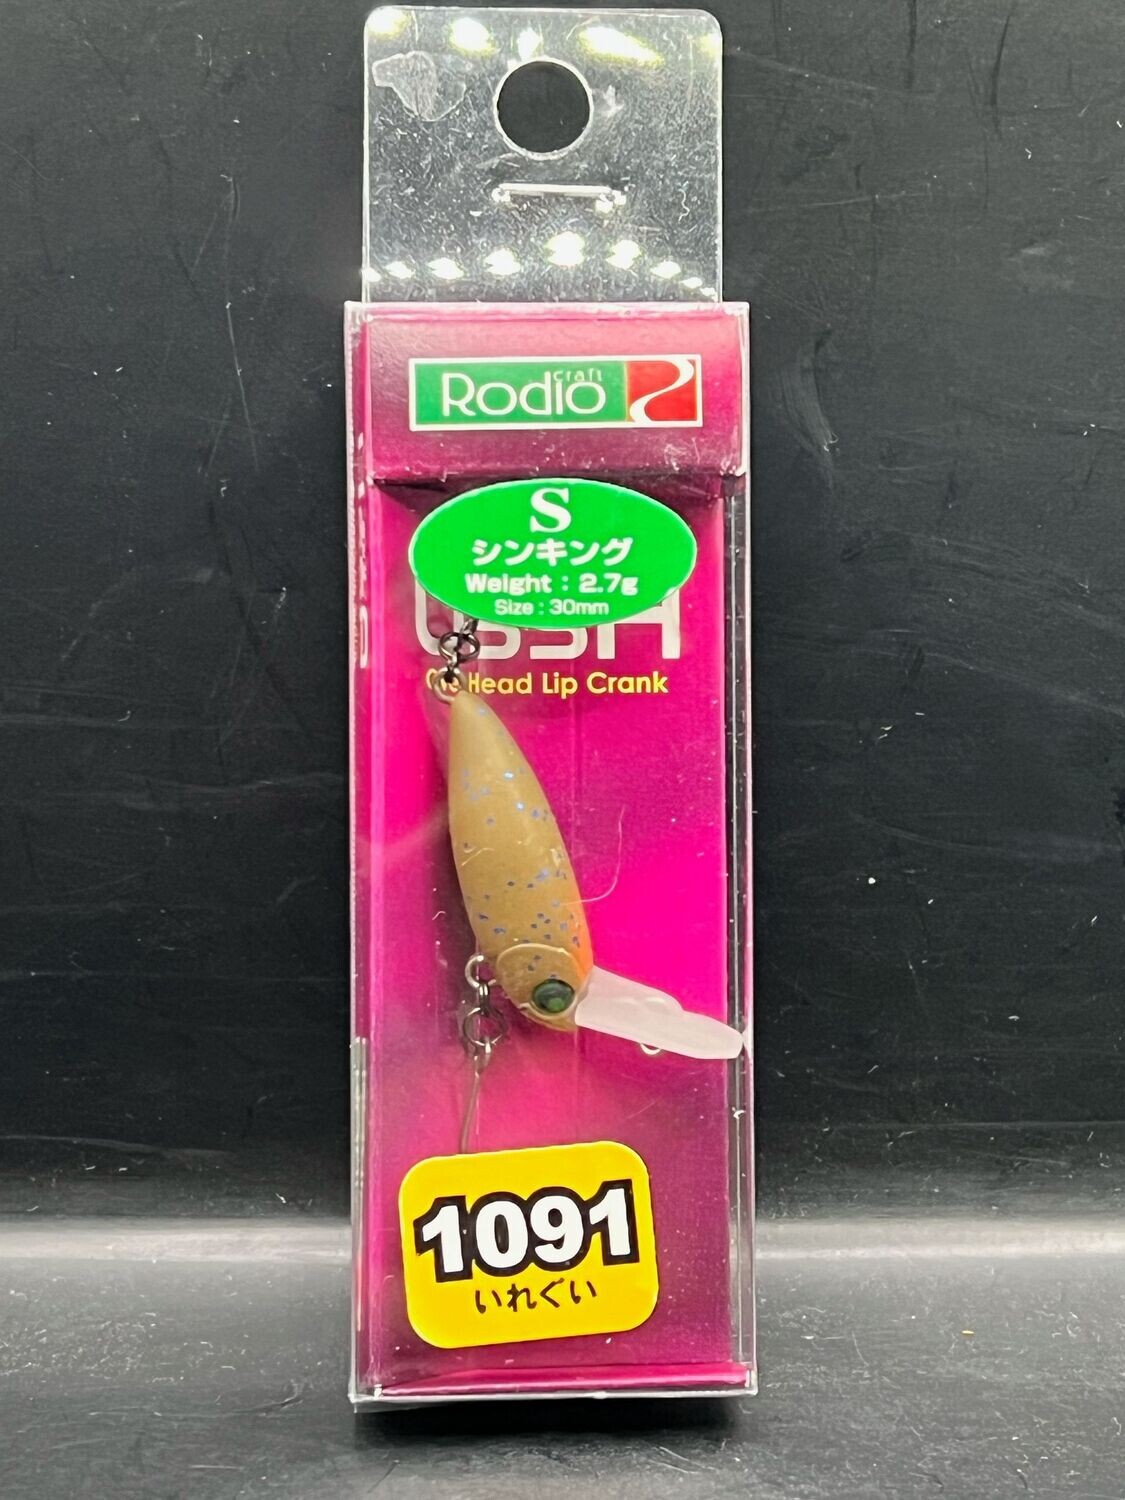 Rodio craft
S
シンキング
Weight : 2.7g
Size : 30mm
Head Lip Crank
1091
いれぐい